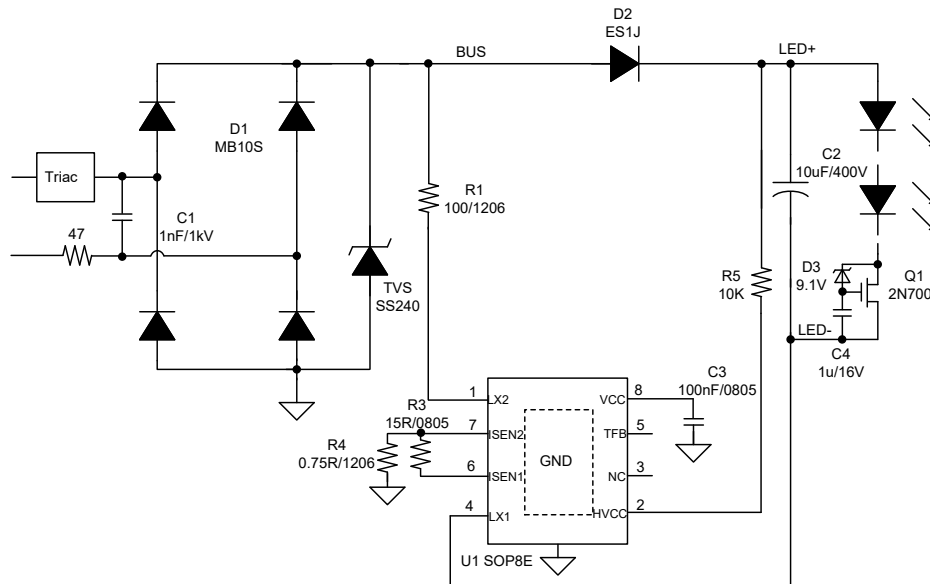 D2
ES1J
BUS
LED+
D1
MB10S
Triac
C2
10uF/400V
R1
100/1206
C1
1nF/1kV
47
TVS
SS240
R5
10K
D3
9.1V
Q1
2N700
LED-
C4
1u/16V
C3
100nF/0805
R3
15R/0805
R4
0.75R/1206
1
LX2
7
ISEN2
6
ISEN1
4
LX1
GND
VCC
8
TFB
5
NC
3
HVCC
2
U1 SOP8E